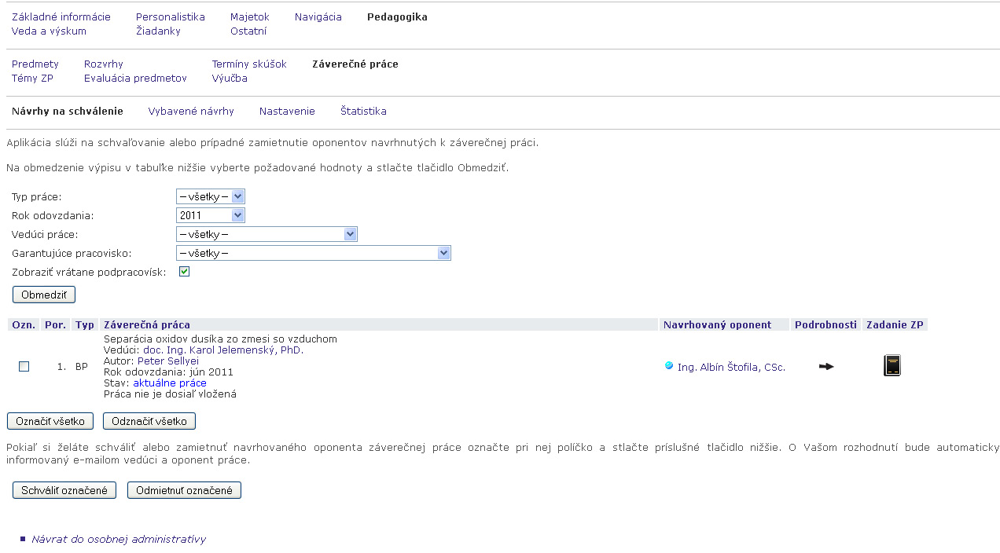 Základné informácie Personalistika Majetok Navigácia Pedagogika
Veda a výskum Žiadanky Ostatní
Predmety Rozvrhy Termíny skúšok Záverečné práce
Témy ZP Evaluácia predmetov Výučba
Návrhy na schválenie Vybavené návrhy Nastavenie Štatistika
Aplikácia slúži na schvaľovanie alebo prípadné zamietnutie oponentov navrhnutých k záverečnej práci.
Na obmedzenie výpisu v tabuľke nižšie vyberte požadované hodnoty a stlačte tlačidlo Obmedziť.
Typ práce: -- všetky --
Rok odovzdania: 2011
Vedúci práce: -- všetky --
Garantujúce pracovisko: -- všetky --
Zobraziť vrátane podpracovísk:
Obmedziť
Ozn. Por. Typ Záverečná práca Navrhovaný oponent Podrobnosti Zadanie ZP
Separácia oxidov dusíka zo zmesi so vzduchom
Vedúci: doc. Ing. Karol Jelemenský, PhD.
Autor: Peter Sellyei
1. BP Rok odovzdania: jún 2011 Ing. Albín Štofila, CSc.
Stav: aktuálne práce
Práca nie je dosiaľ vložená
Označiť všetko Odznačiť všetko
Pokiaľ si želáte schváliť alebo zamietnuť navrhovaného oponenta záverečnej práce označte pri nej políčko a stlačte príslušné tlačidlo nižšie. O Vašom rozhodnutí bude automaticky
informovaný e-mailom vedúci a oponent práce.
Schváliť označené Odmietnuť označené
Návrat do osobnej administratívy